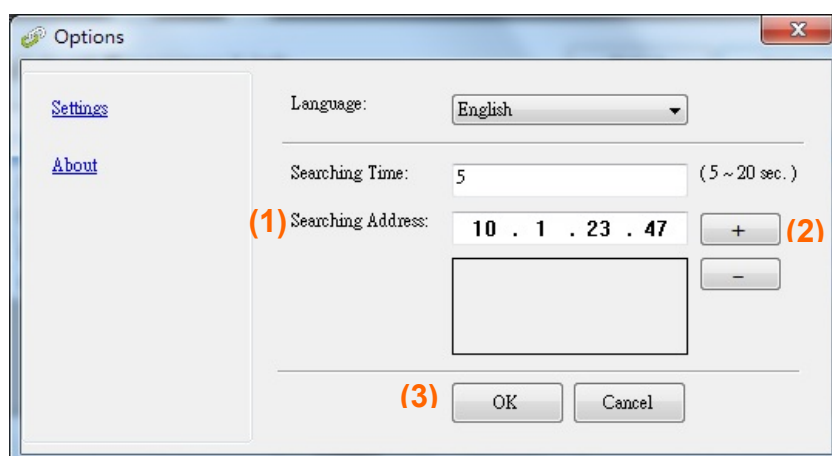 Options
Settings
About
Language: English
Searching Time: 5 ( 5 ~ 20 sec. )
(1) Searching Address: 10 . 1 . 23 . 47 + (2)
-
(3) OK Cancel